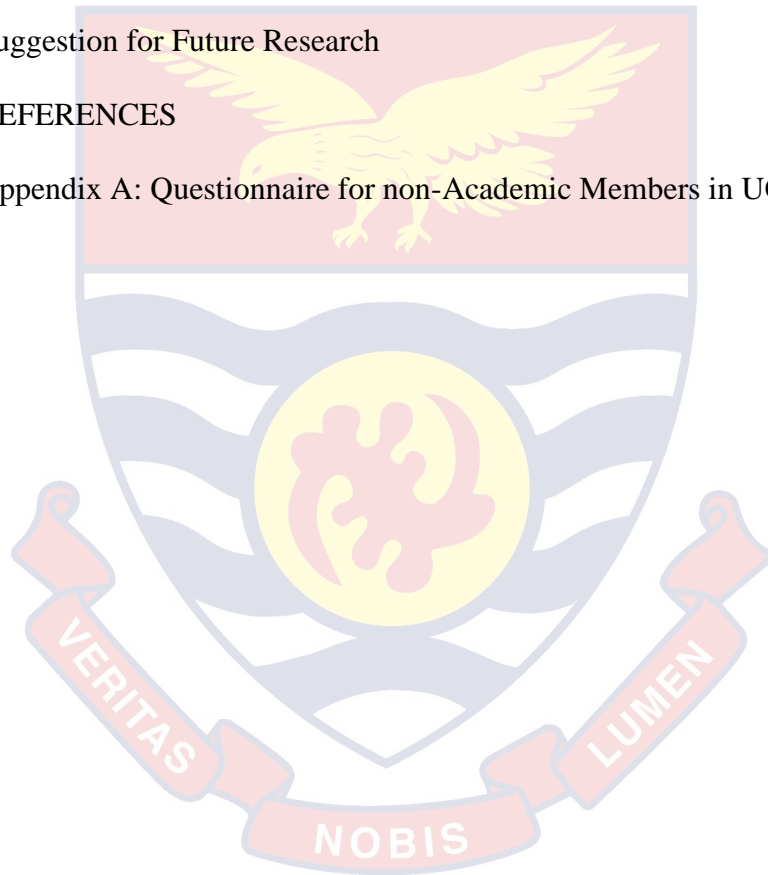 uggestion for Future Research
EFERENCES
ppendix A: Questionnaire for non-Academic Members in U
VERITAS
NOBIS
LUMEN